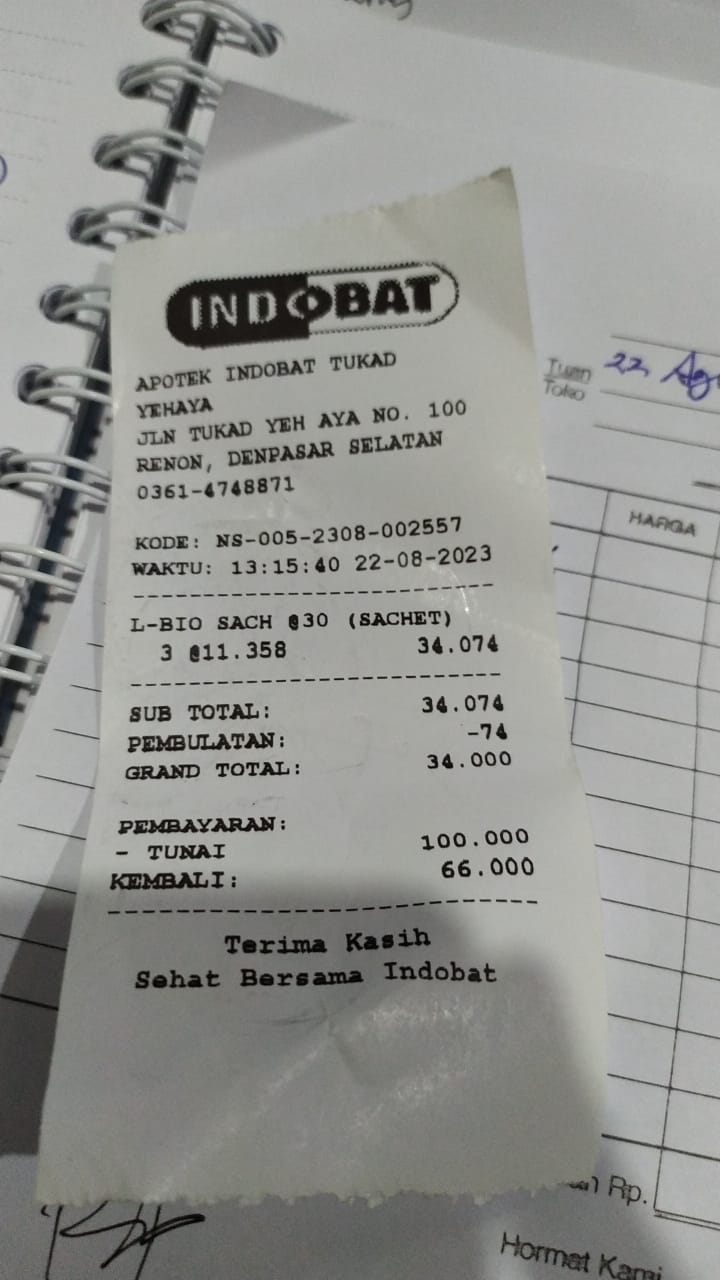 INDOBAT
APOTEK INDOBAT TUKAD
YEHAYA
JLN TUKAD YEH AYA NO. 100
RENON, DENPASAR SELATAN
0361-4748871
KODE: NS-005-2308-002557
WAKTU: 13:15:40 22-08-2023
L-BIO SACH @30 (SACHET)
3 @11.358 34.074
SUB TOTAL: 34.074
PEMBULATAN: -74
GRAND TOTAL: 34.000
PEMBAYARAN:
- TUNAI 100.000
KEMBALI: 66.000
Terima Kasih
Sehat Bersama Indobat
Tuan 22
Toko
HARGA
Rp.
Hormat Kami